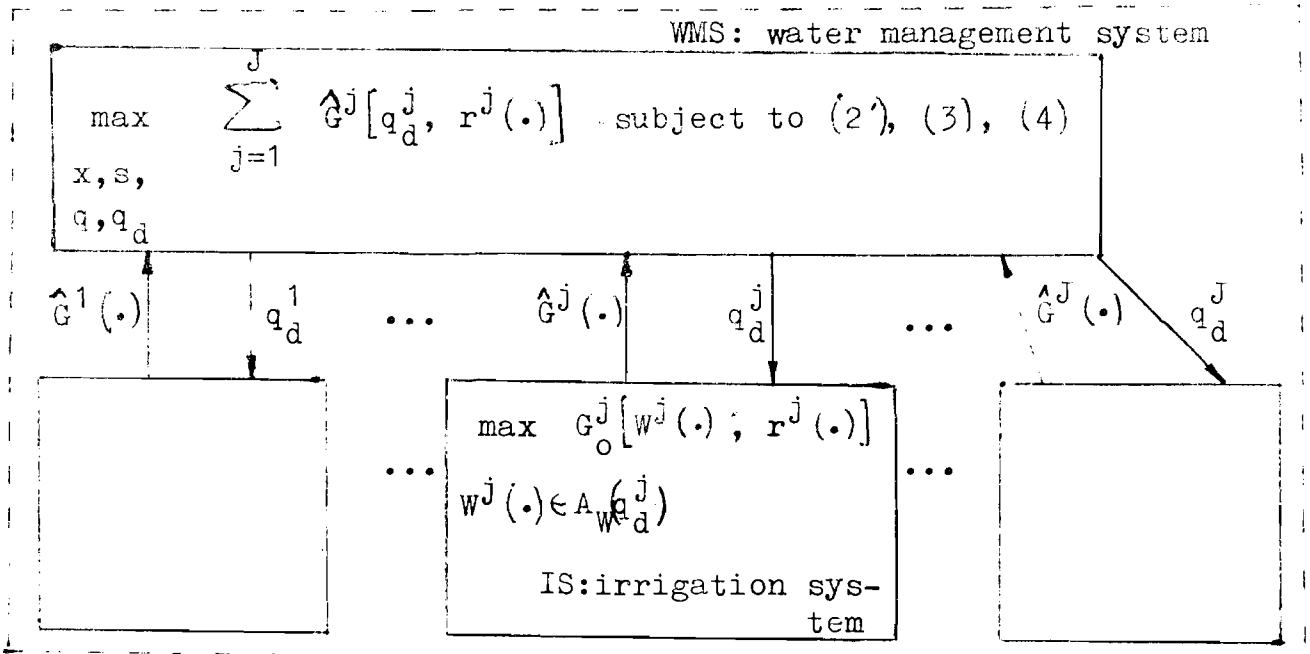 WMS: water management system
J
max ∑ Ĝ^j[q_d^j, r^j(·)] subject to (2'), (3), (4)
j=1
x,s,
q,q_d
Ĝ^1(·) q_d^1 ... Ĝ^j(·) q_d^j ... Ĝ^J(·) q_d^J
max G_o^j[W^j(·), r^j(·)]
... ...
W^j(·)∈A_W(q_d^j)
IS:irrigation sys-
tem